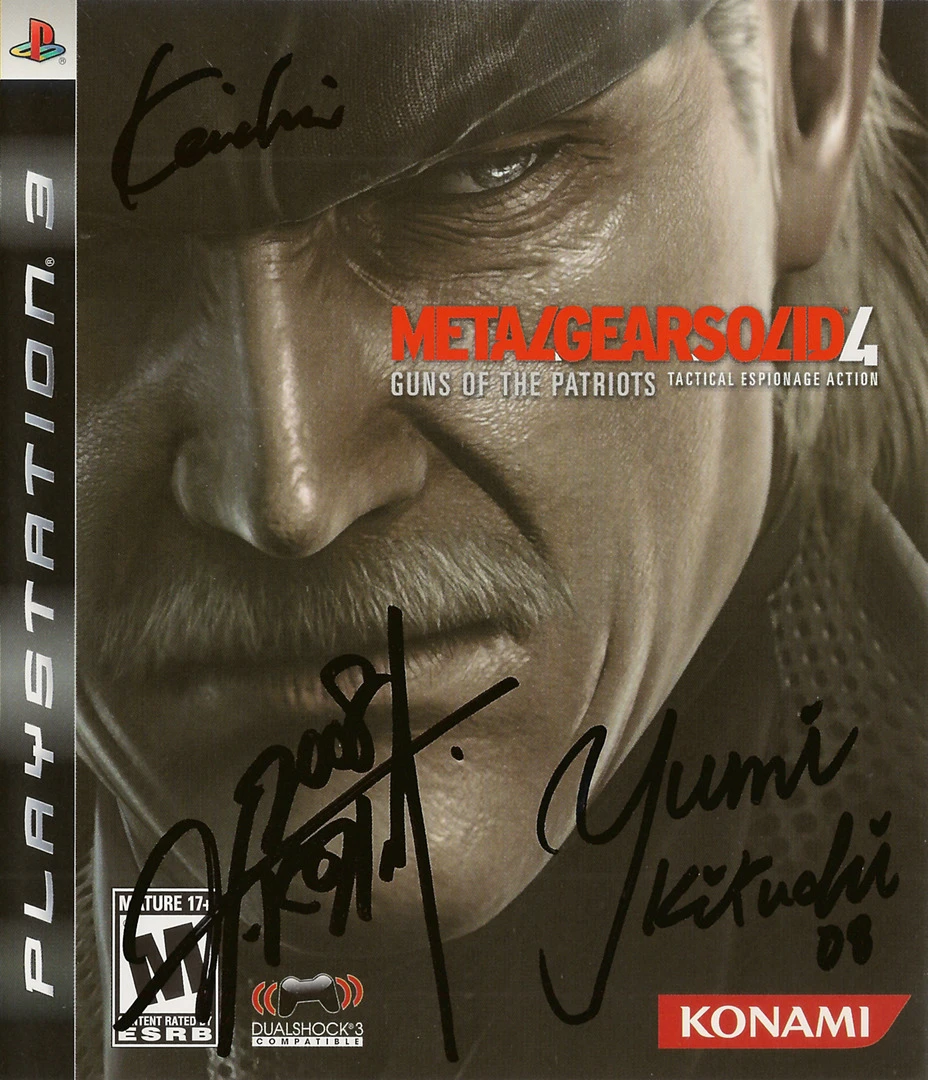 PLAYSTATION 3
METAL GEAR SOLID 4
GUNS OF THE PATRIOTS TACTICAL ESPIONAGE ACTION
2008
Yumi
Kikuchi
08
MATURE 17+
M
CONTENT RATED BY
ESRB
DUALSHOCK®3
COMPATIBLE
KONAMI